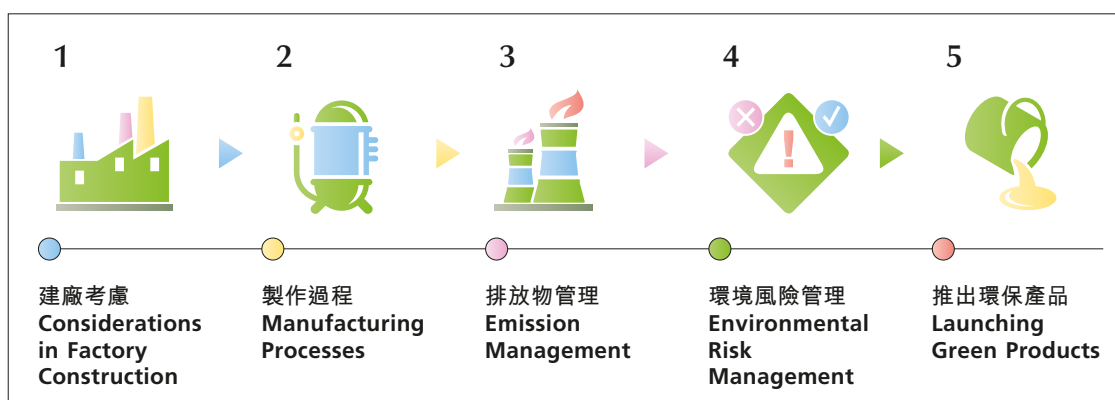 1
2
3
4
5
建廠考慮
Considerations
in Factory
Construction
製作過程
Manufacturing
Processes
排放物管理
Emission
Management
環境風險管理
Environmental
Risk
Management
推出環保產品
Launching
Green Products